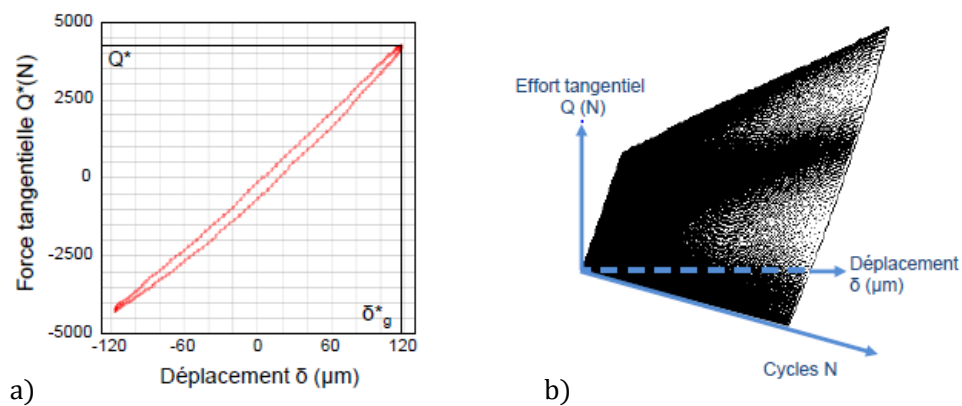 5000
2500
0
-2500
-5000
-120
-60
0
60
120
Force tangentielle Q*(N)
Déplacement δ (µm)
Q*
δ*g
a)
Effort tangentiel
Q (N)
Déplacement
δ (µm)
Cycles N
b)